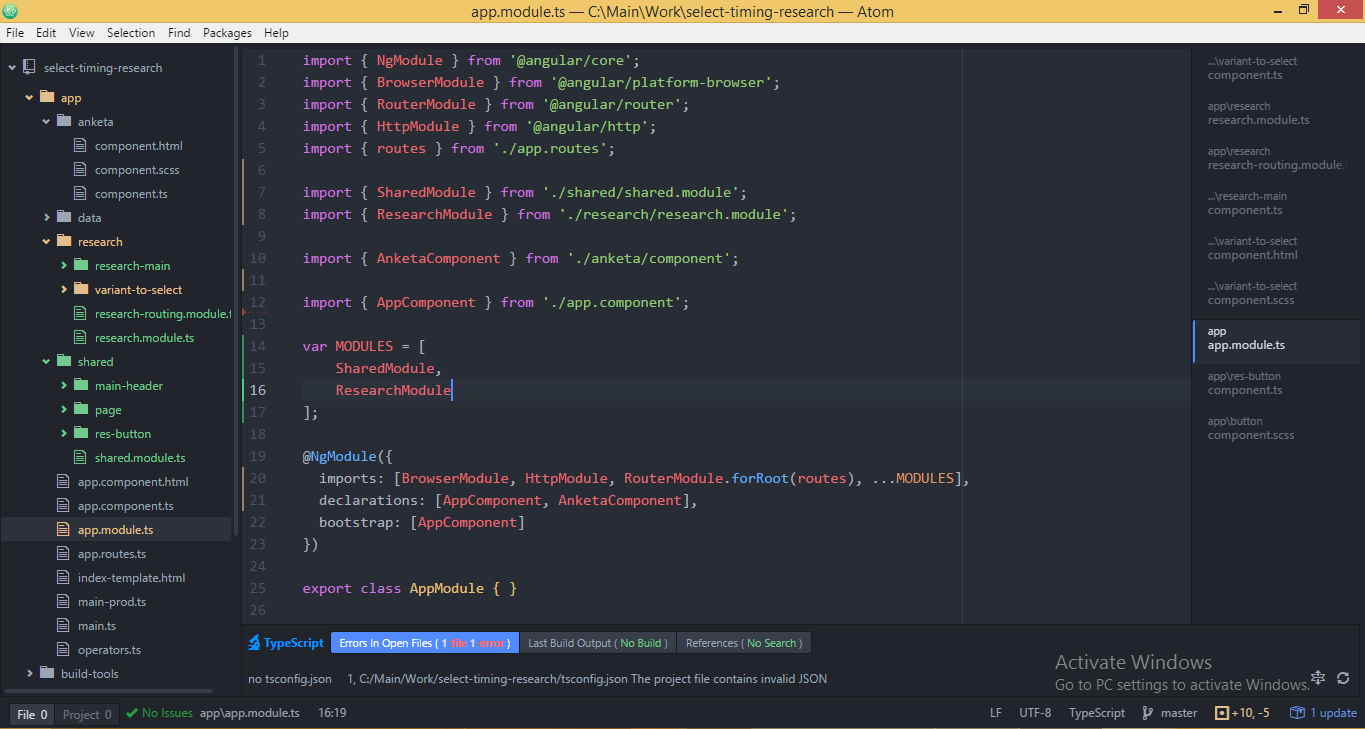 app.module.ts — C:\Main\Work\select-timing-research — Atom
File Edit View Selection Find Packages Help
select-timing-research
app
anketa
component.html
component.scss
component.ts
data
research
research-main
variant-to-select
research-routing.module.t
research.module.ts
shared
main-header
page
res-button
shared.module.ts
app.component.html
app.component.ts
app.module.ts
app.routes.ts
index-template.html
main-prod.ts
main.ts
operators.ts
build-tools
1 import { NgModule } from '@angular/core';
2 import { BrowserModule } from '@angular/platform-browser';
3 import { RouterModule } from '@angular/router';
4 import { HttpModule } from '@angular/http';
5 import { routes } from './app.routes';
6
7 import { SharedModule } from './shared/shared.module';
8 import { ResearchModule } from './research/research.module';
9
10 import { AnketaComponent } from './anketa/component';
11
12 import { AppComponent } from './app.component';
13
14 var MODULES = [
15 SharedModule,
16 ResearchModule
17 ];
18
19 @NgModule({
20 imports: [BrowserModule, HttpModule, RouterModule.forRoot(routes), ...MODULES],
21 declarations: [AppComponent, AnketaComponent],
22 bootstrap: [AppComponent]
23 })
24
25 export class AppModule { }
26
...\variant-to-select
component.ts
app\research
research.module.ts
app\research
research-routing.module.
...\research-main
component.ts
...\variant-to-select
component.html
...\variant-to-select
component.scss
app
app.module.ts
app\res-button
component.ts
app\button
component.scss
TypeScript Errors In Open Files ( 1 file 1 error ) Last Build Output ( No Build ) References ( No Search )
no tsconfig.json 1, C:/Main/Work/select-timing-research/tsconfig.json The project file contains invalid JSON
Activate Windows
Go to PC settings to activate Windows.
File 0 Project 0 No Issues app\app.module.ts 16:19 LF UTF-8 TypeScript master +10, -5 1 update